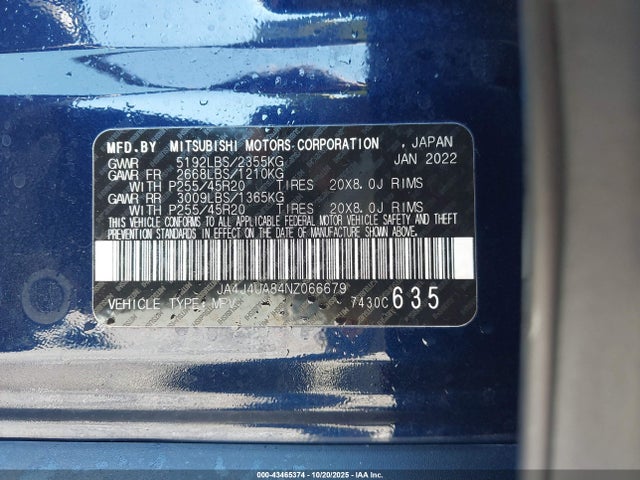 MFD.BY MITSUBISHI MOTORS CORPORATION , JAPAN
GVWR 5192LBS/2355KG JAN 2022
GAWR FR 2668LBS/1210KG
WITH P255/45R20 TIRES 20X8.0J RIMS
GAWR RR 3009LBS/1365KG
WITH P255/45R20 TIRES 20X8.0J RIMS
THIS VEHICLE CONFORMS TO ALL APPLICABLE FEDERAL MOTOR VEHICLE SAFETY AND THEFT
PREVENTION STANDARDS IN EFFECT ON THE DATE OF MANUFACTURE SHOWN ABOVE.
JA4J4UA84NZ066679
VEHICLE TYPE: MPV 7430C 635
000-43465374 | 10/20/2025 | IAA Inc.